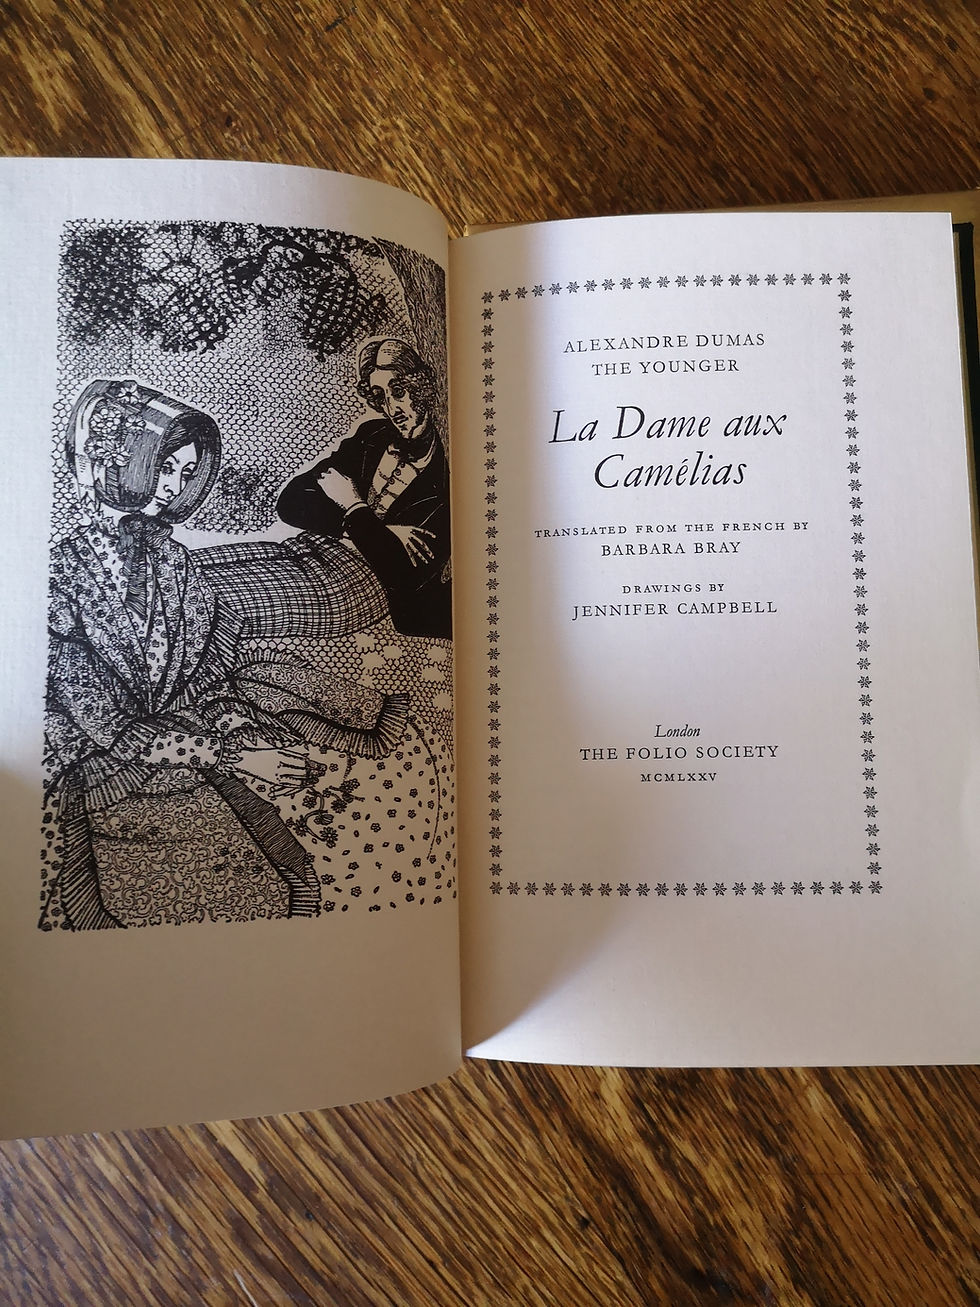 ALEXANDRE DUMAS
THE YOUNGER
La Dame aux
Camélias
TRANSLATED FROM THE FRENCH BY
BARBARA BRAY
DRAWINGS BY
JENNIFER CAMPBELL
London
THE FOLIO SOCIETY
MCMLXXV